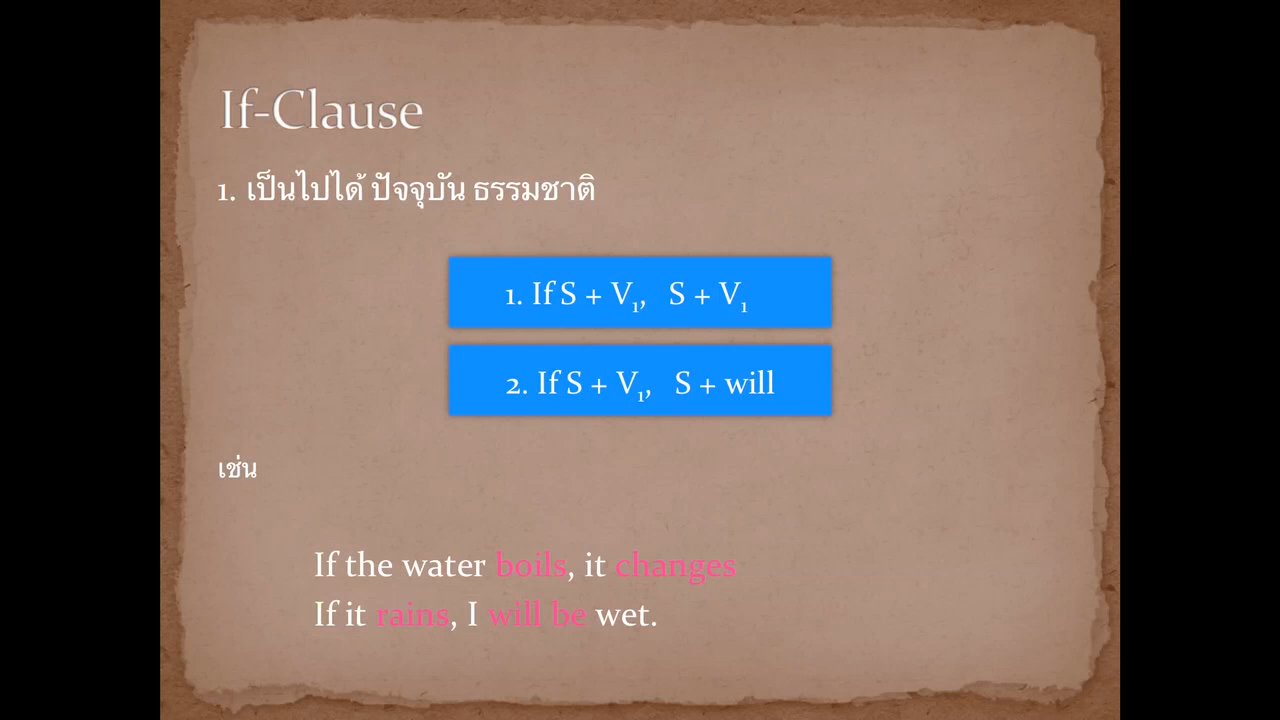 If-Clause
1. เป็นไปได้ ปัจจุบัน ธรรมชาติ
1. If S + V₁, S + V₁
2. If S + V₁, S + will
เช่น
If the water boils, it changes
If it rains, I will be wet.